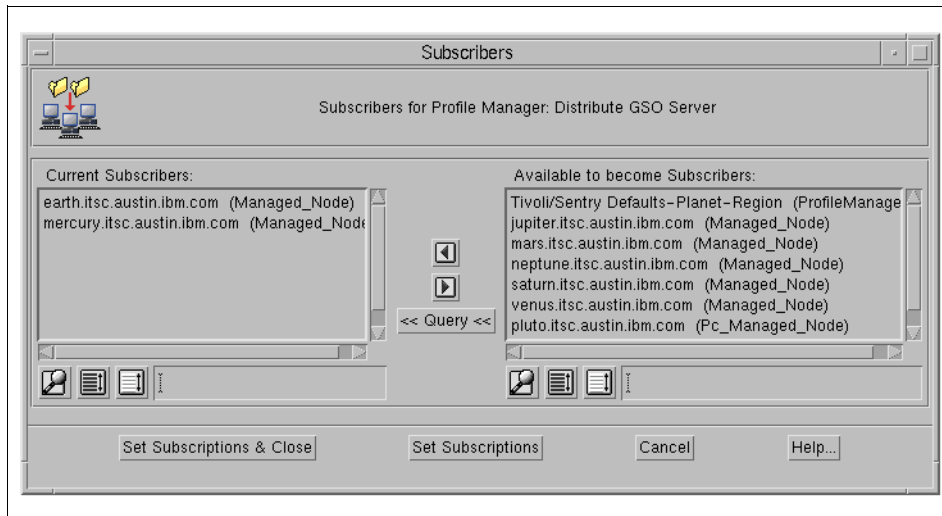 Subscribers
Subscribers for Profile Manager: Distribute GSO Server
Current Subscribers:
earth.itsc.austin.ibm.com (Managed_Node)
mercury.itsc.austin.ibm.com (Managed_Node
Available to become Subscribers:
Tivoli/Sentry Defaults-Planet-Region (ProfileManage
jupiter.itsc.austin.ibm.com (Managed_Node)
mars.itsc.austin.ibm.com (Managed_Node)
neptune.itsc.austin.ibm.com (Managed_Node)
saturn.itsc.austin.ibm.com (Managed_Node)
venus.itsc.austin.ibm.com (Managed_Node)
pluto.itsc.austin.ibm.com (Pc_Managed_Node)
<< Query <<
Set Subscriptions & Close
Set Subscriptions
Cancel
Help...